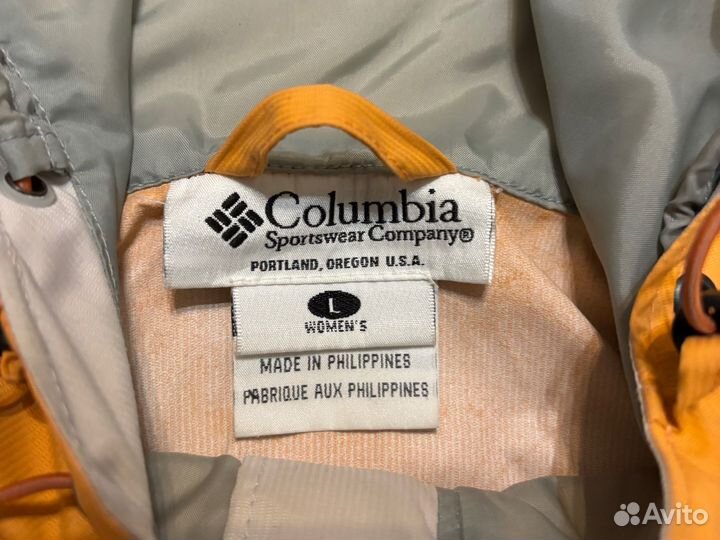 Columbia
Sportswear Company®
PORTLAND, OREGON U.S.A.
L
WOMEN'S
MADE IN PHILIPPINES
FABRIQUE AUX PHILIPPINES
Avito